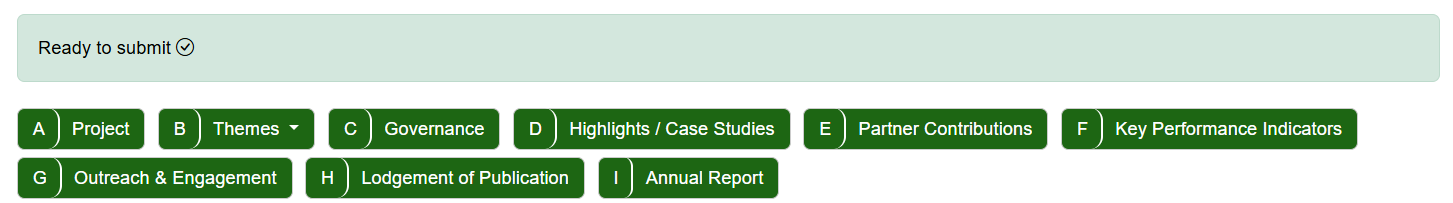 Ready to submit
A Project B Themes C Governance D Highlights / Case Studies E Partner Contributions F Key Performance Indicators
G Outreach & Engagement H Lodgement of Publication I Annual Report